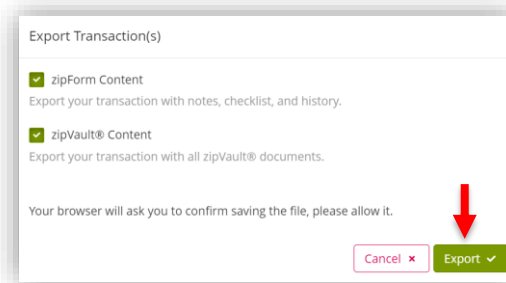 Export Transaction(s)
zipForm Content
Export your transaction with notes, checklist, and history.
zipVault® Content
Export your transaction with all zipVault® documents.
Your browser will ask you to confirm saving the file, please allow it.
Cancel × Export ✓